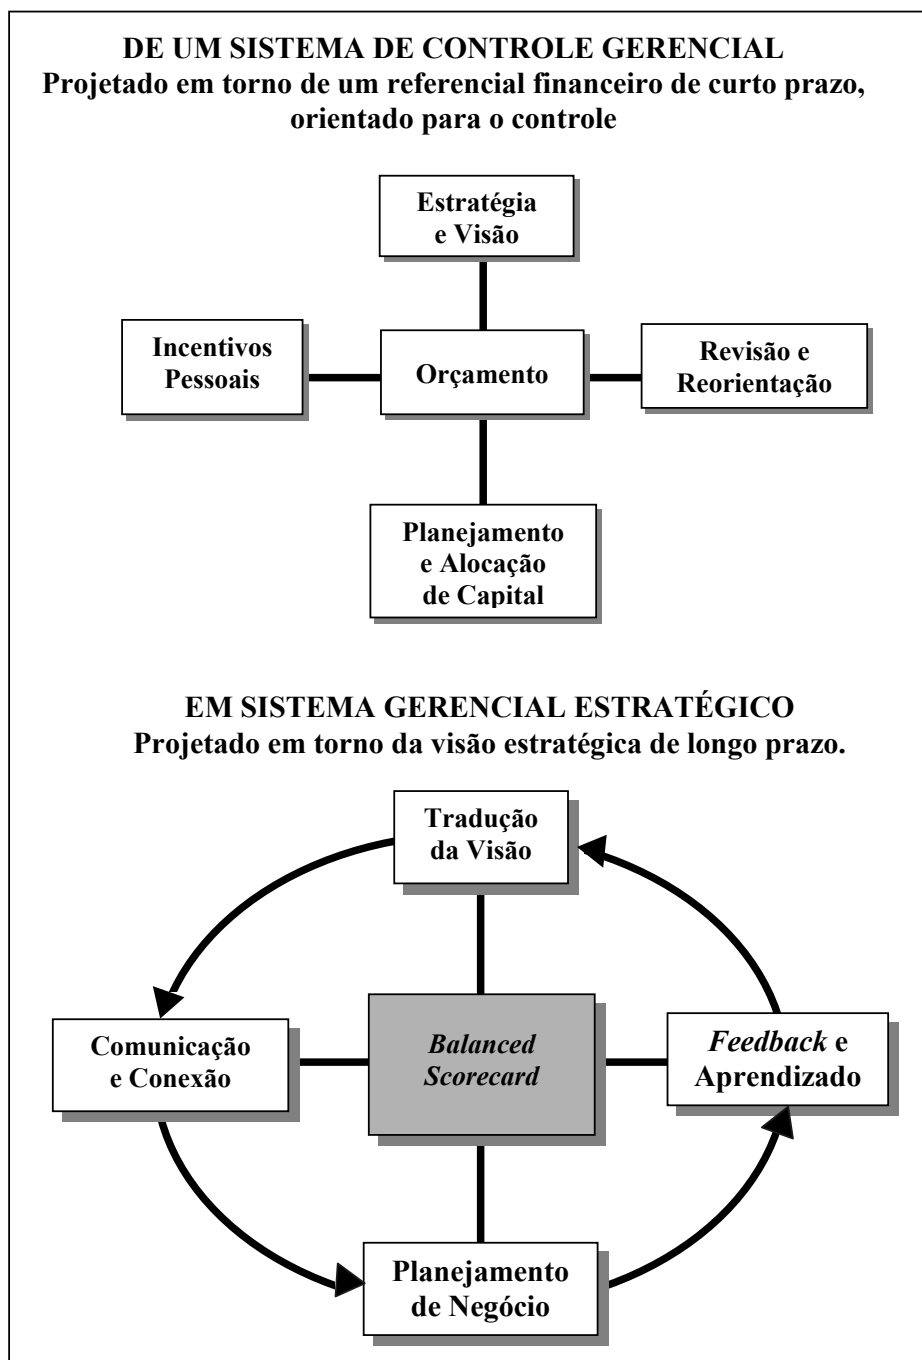 DE UM SISTEMA DE CONTROLE GERENCIAL
Projetado em torno de um referencial financeiro de curto prazo,
orientado para o controle
Estratégia
e Visão
Incentivos
Pessoais
Orçamento
Revisão e
Reorientação
Planejamento
e Alocação
de Capital
EM SISTEMA GERENCIAL ESTRATÉGICO
Projetado em torno da visão estratégica de longo prazo.
Tradução
da Visão
Comunicação
e Conexão
Balanced
Scorecard
Feedback e
Aprendizado
Planejamento
de Negócio